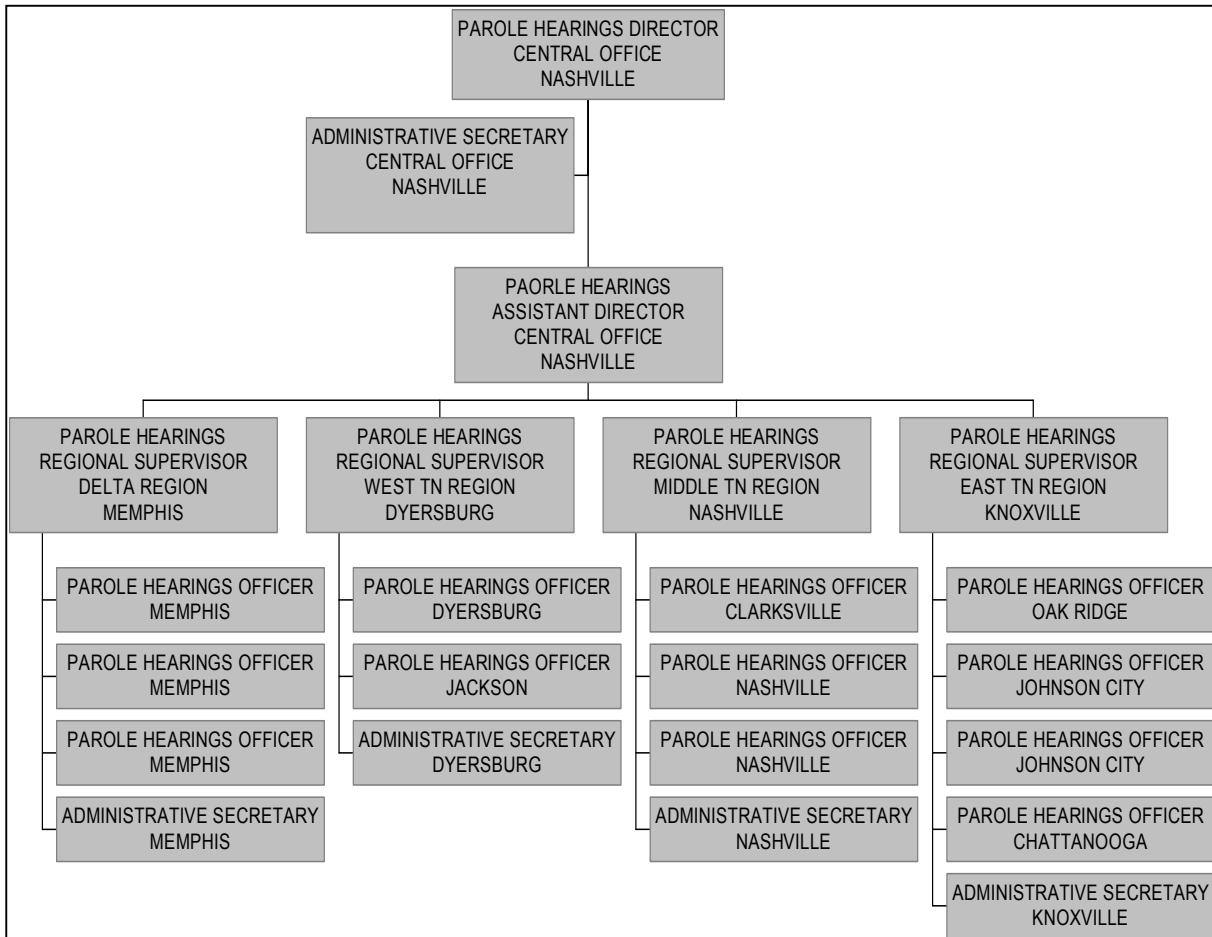 PAROLE HEARINGS DIRECTOR
CENTRAL OFFICE
NASHVILLE
ADMINISTRATIVE SECRETARY
CENTRAL OFFICE
NASHVILLE
PAORLE HEARINGS
ASSISTANT DIRECTOR
CENTRAL OFFICE
NASHVILLE
PAROLE HEARINGS
REGIONAL SUPERVISOR
DELTA REGION
MEMPHIS
PAROLE HEARINGS OFFICER
MEMPHIS
PAROLE HEARINGS OFFICER
MEMPHIS
PAROLE HEARINGS OFFICER
MEMPHIS
ADMINISTRATIVE SECRETARY
MEMPHIS
PAROLE HEARINGS
REGIONAL SUPERVISOR
WEST TN REGION
DYERSBURG
PAROLE HEARINGS OFFICER
DYERSBURG
PAROLE HEARINGS OFFICER
JACKSON
ADMINISTRATIVE SECRETARY
DYERSBURG
PAROLE HEARINGS
REGIONAL SUPERVISOR
MIDDLE TN REGION
NASHVILLE
PAROLE HEARINGS OFFICER
CLARKSVILLE
PAROLE HEARINGS OFFICER
NASHVILLE
PAROLE HEARINGS OFFICER
NASHVILLE
ADMINISTRATIVE SECRETARY
NASHVILLE
PAROLE HEARINGS
REGIONAL SUPERVISOR
EAST TN REGION
KNOXVILLE
PAROLE HEARINGS OFFICER
OAK RIDGE
PAROLE HEARINGS OFFICER
JOHNSON CITY
PAROLE HEARINGS OFFICER
JOHNSON CITY
PAROLE HEARINGS OFFICER
CHATTANOOGA
ADMINISTRATIVE SECRETARY
KNOXVILLE